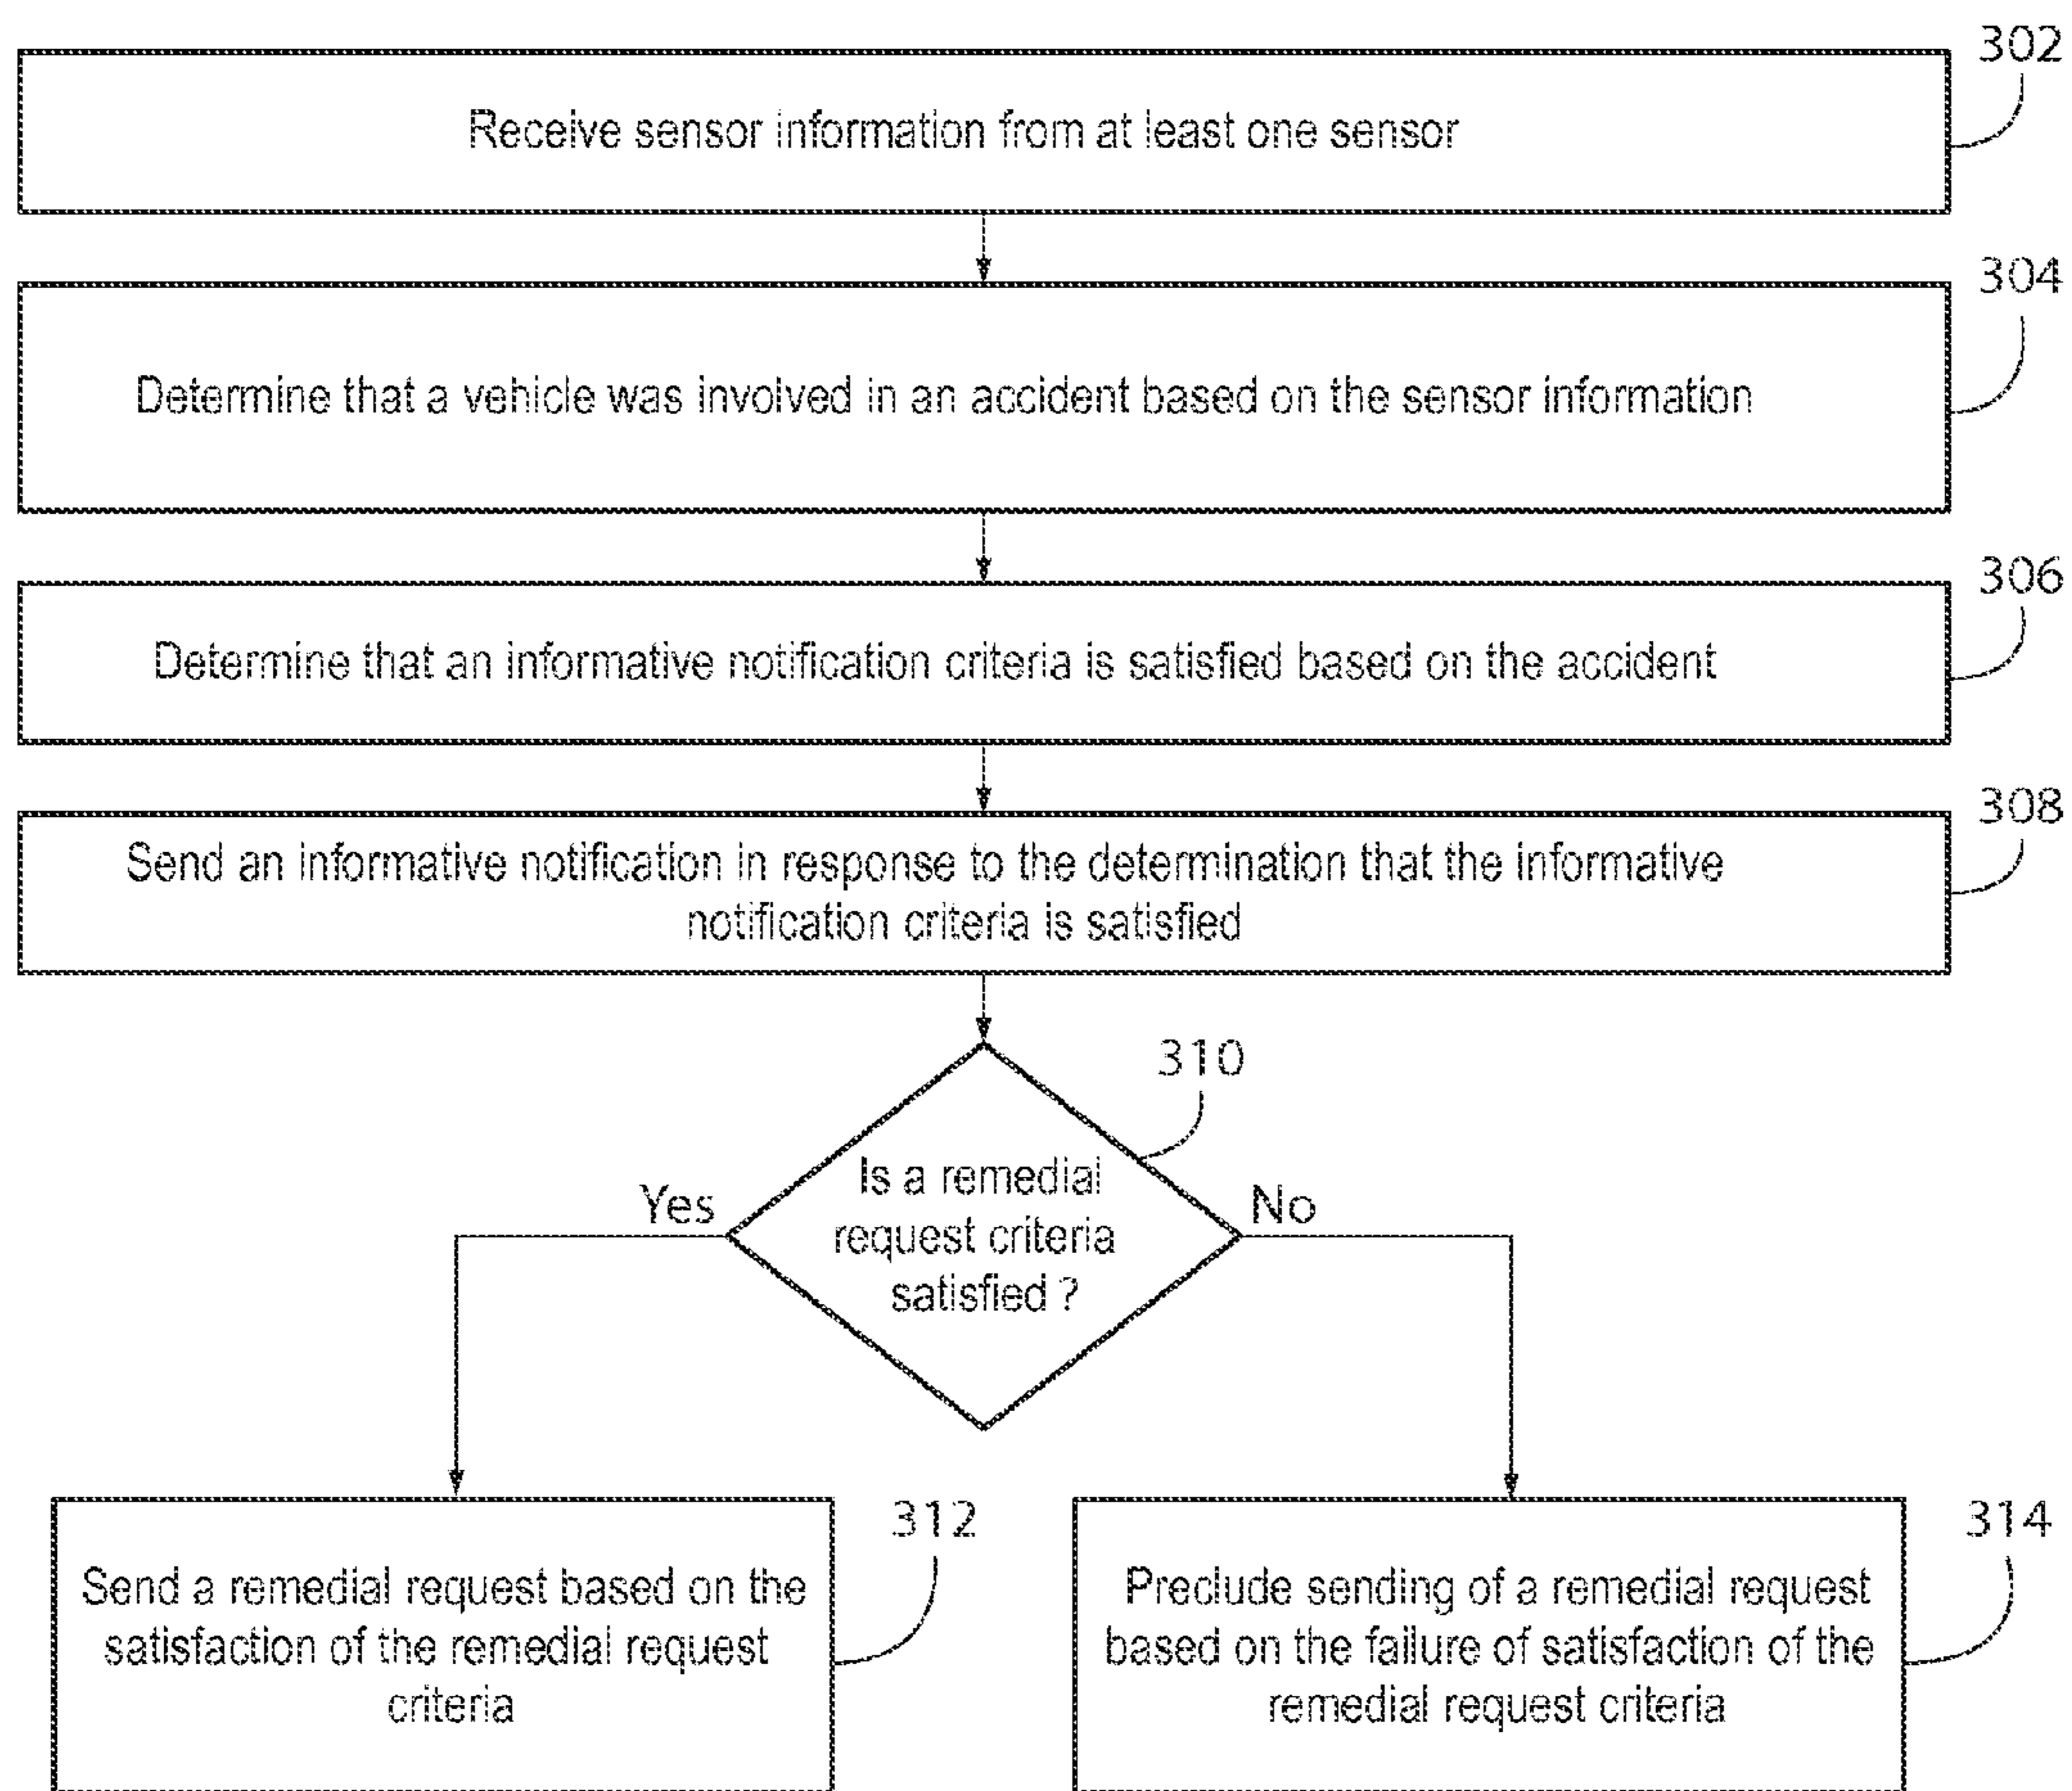 302
Receive sensor information from at least one sensor
304
Determine that a vehicle was involved in an accident based on the sensor information
306
Determine that an informative notification criteria is satisfied based on the accident
308
Send an informative notification in response to the determination that the informative
notification criteria is satisfied
310
Is a remedial
request criteria
satisfied ?
Yes
No
312
Send a remedial request based on the
satisfaction of the remedial request
criteria
314
Preclude sending of a remedial request
based on the failure of satisfaction of the
remedial request criteria